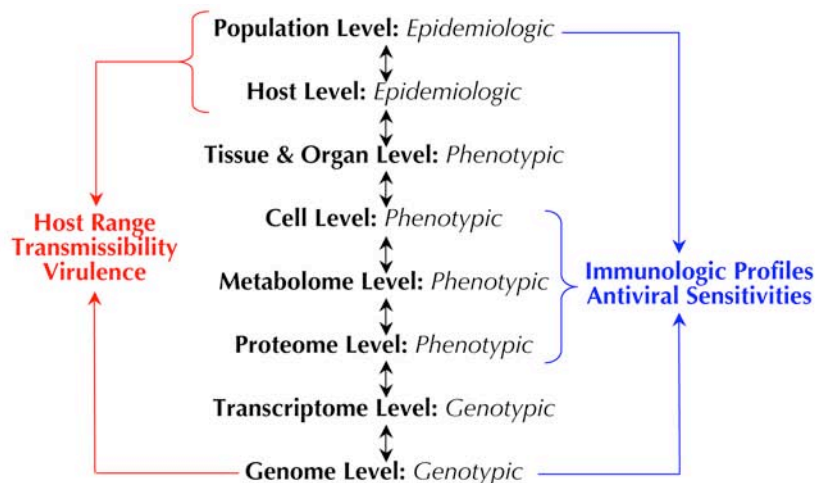 Population Level: Epidemiologic
Host Level: Epidemiologic
Tissue & Organ Level: Phenotypic
Cell Level: Phenotypic
Metabolome Level: Phenotypic
Proteome Level: Phenotypic
Transcriptome Level: Genotypic
Genome Level: Genotypic
Host Range
Transmissibility
Virulence
Immunologic Profiles
Antiviral Sensitivities